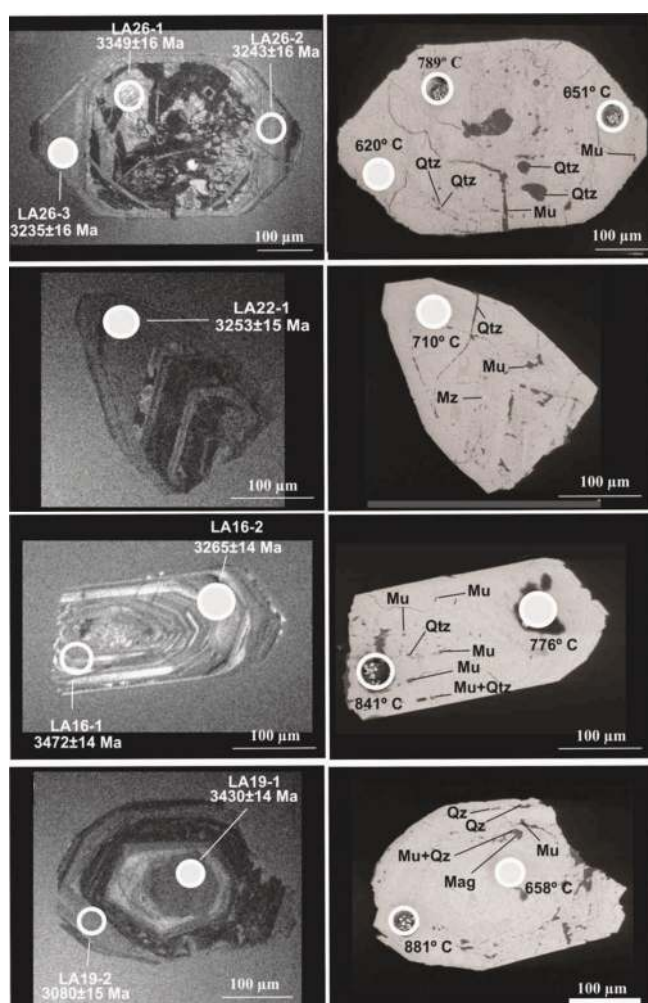 LA26-1
3349±16 Ma
LA26-2
3243±16 Ma
LA26-3
3235±16 Ma
100 µm
789° C
651° C
620° C
Mu
Qtz
Qtz
Qtz
Qtz
Mu
100 µm
LA22-1
3253±15 Ma
100 µm
Qtz
710° C
Mu
Mz
100 µm
LA16-2
3265±14 Ma
LA16-1
3472±14 Ma
100 µm
Mu
Mu
Qtz
776° C
Mu
Mu
841° C
Mu+Qtz
100 µm
LA19-1
3430±14 Ma
LA19-2
3080±15 Ma
100 µm
Qz
Qz
Mu+Qz
Mu
Mag
658° C
881° C
100 µm